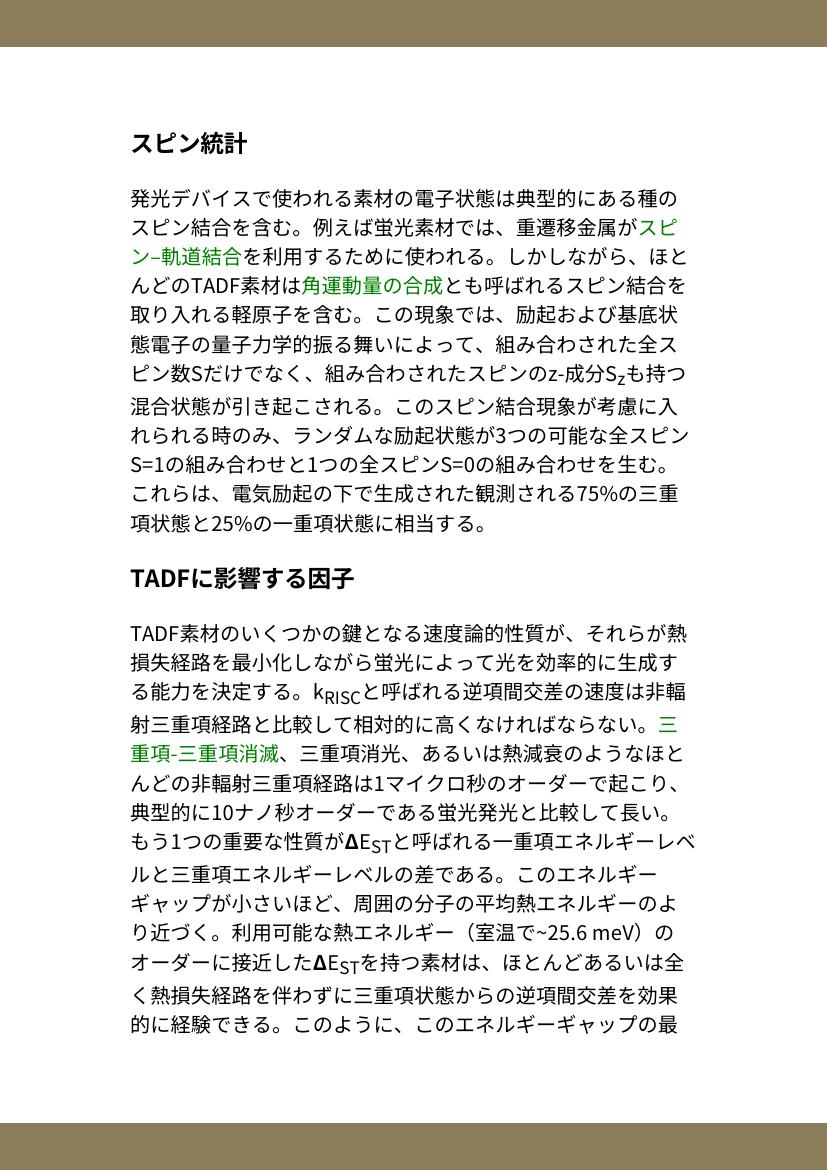 スピン統計
発光デバイスで使われる素材の電子状態は典型的にある種の
スピン結合を含む。例えば蛍光素材では、重遷移金属がスピ
ン–軌道結合を利用するために使われる。しかしながら、ほと
んどのTADF素材は角運動量の合成とも呼ばれるスピン結合を
取り入れる軽原子を含む。この現象では、励起および基底状
態電子の量子力学的振る舞いによって、組み合わされた全ス
ピン数Sだけでなく、組み合わされたスピンのz-成分Szも持つ
混合状態が引き起こされる。このスピン結合現象が考慮に入
れられる時のみ、ランダムな励起状態が3つの可能な全スピン
S=1の組み合わせと1つの全スピンS=0の組み合わせを生む。
これらは、電気励起の下で生成された観測される75%の三重
項状態と25%の一重項状態に相当する。
TADFに影響する因子
TADF素材のいくつかの鍵となる速度論的性質が、それらが熱
損失経路を最小化しながら蛍光によって光を効率的に生成す
る能力を決定する。kRISCと呼ばれる逆項間交差の速度は非輻
射三重項経路と比較して相対的に高くなければならない。三
重項-三重項消滅、三重項消光、あるいは熱減衰のようなほと
んどの非輻射三重項経路は1マイクロ秒のオーダーで起こり、
典型的に10ナノ秒オーダーである蛍光発光と比較して長い。
もう1つの重要な性質がΔESTと呼ばれる一重項エネルギーレベ
ルと三重項エネルギーレベルの差である。このエネルギー
ギャップが小さいほど、周囲の分子の平均熱エネルギーのよ
り近づく。利用可能な熱エネルギー（室温で~25.6 meV）の
オーダーに接近したΔESTを持つ素材は、ほとんどあるいは全
く熱損失経路を伴わずに三重項状態からの逆項間交差を効果
的に経験できる。このように、このエネルギーギャップの最